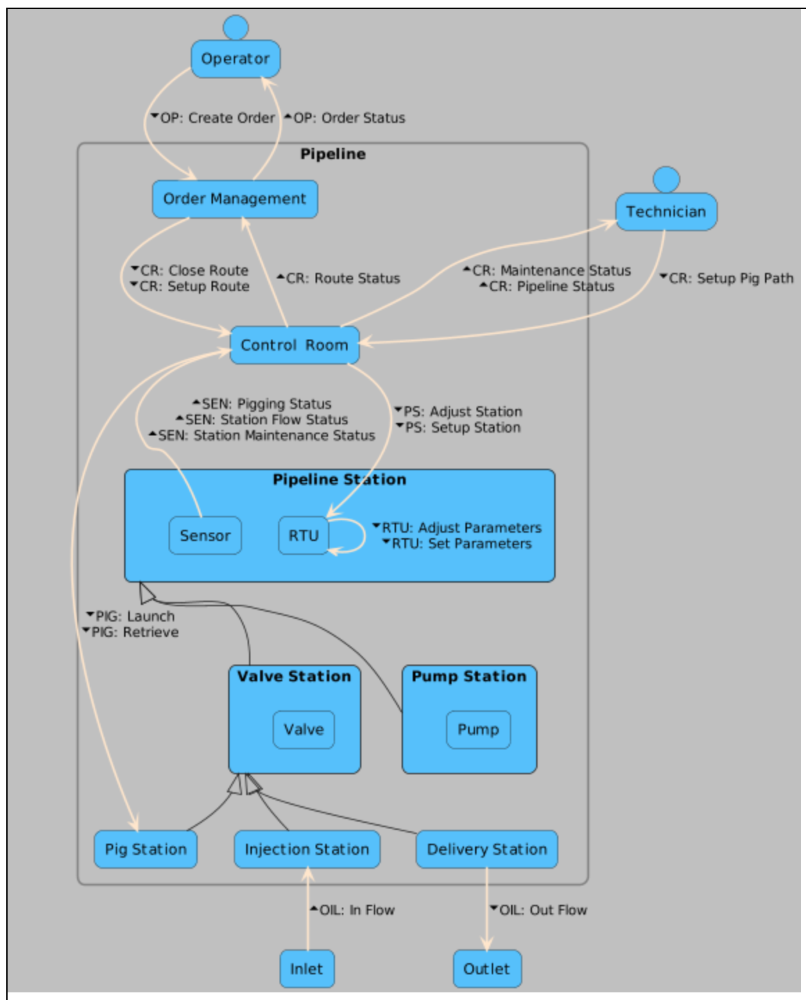 Operator
▼OP: Create Order
▲OP: Order Status
Pipeline
Order Management
Technician
▼CR: Close Route
▼CR: Setup Route
▲CR: Route Status
▲CR: Maintenance Status
▲CR: Pipeline Status
▼CR: Setup Pig Path
Control Room
▲SEN: Pigging Status
▲SEN: Station Flow Status
▲SEN: Station Maintenance Status
▼PS: Adjust Station
▼PS: Setup Station
Pipeline Station
Sensor
RTU
▼RTU: Adjust Parameters
▼RTU: Set Parameters
▼PIG: Launch
▼PIG: Retrieve
Valve Station
Pump Station
Valve
Pump
Pig Station
Injection Station
Delivery Station
▲OIL: In Flow
▼OIL: Out Flow
Inlet
Outlet